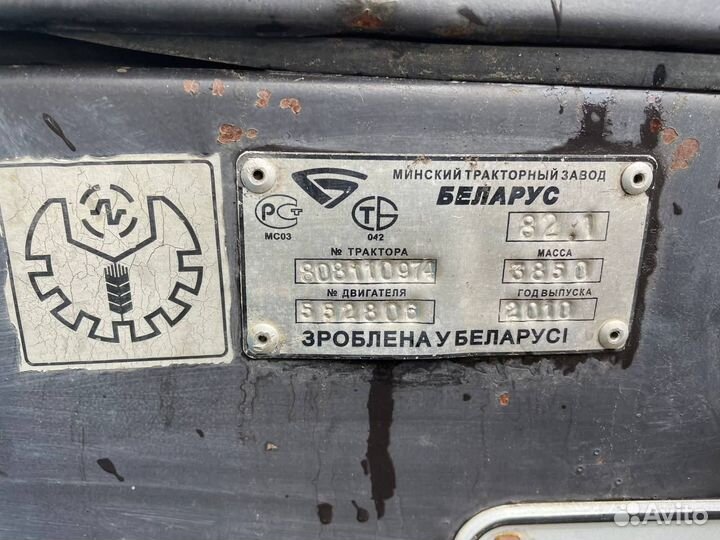 МИНСКИЙ ТРАКТОРНЫЙ ЗАВОД
БЕЛАРУС
РСТ
МС03
ТБ
042
82.1
№ ТРАКТОРА
МАССА
808110974
3850
№ ДВИГАТЕЛЯ
ГОД ВЫПУСКА
552806
2010
ЗРОБЛЕНА У БЕЛАРУСІ
Avito